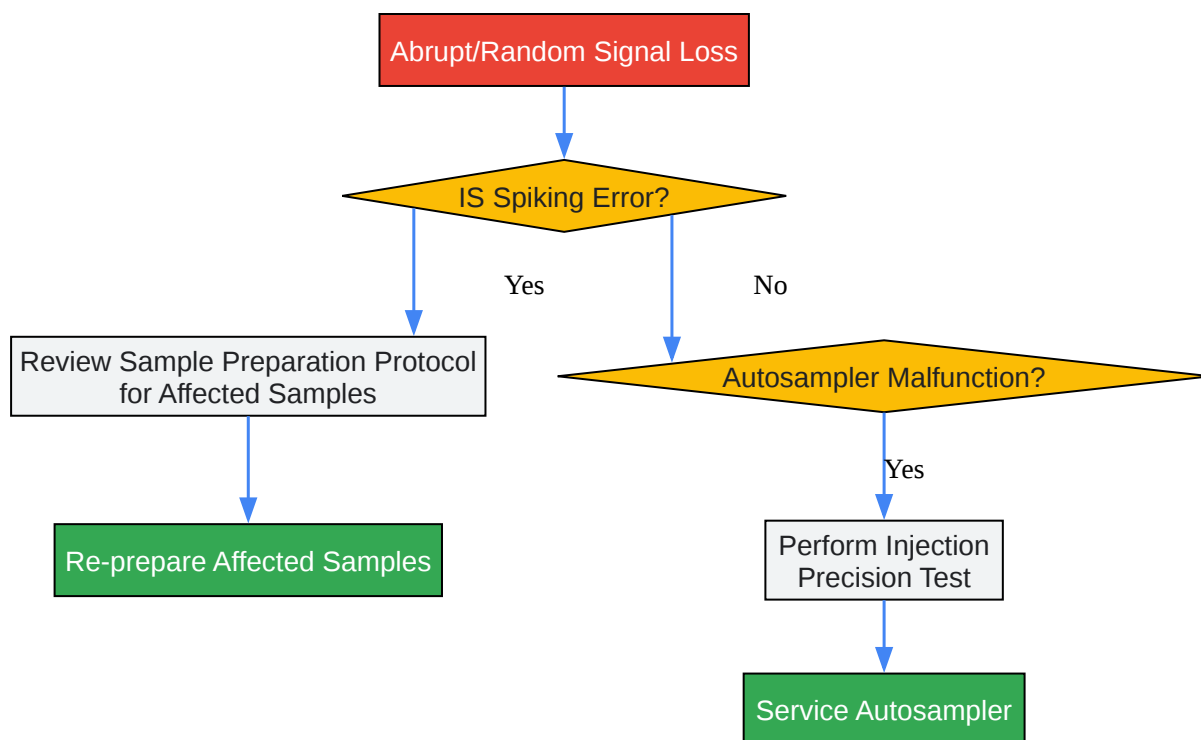 Abrupt/Random Signal Loss
IS Spiking Error?
Yes
No
Review Sample Preparation Protocol
for Affected Samples
Autosampler Malfunction?
Yes
Re-prepare Affected Samples
Perform Injection
Precision Test
Service Autosampler